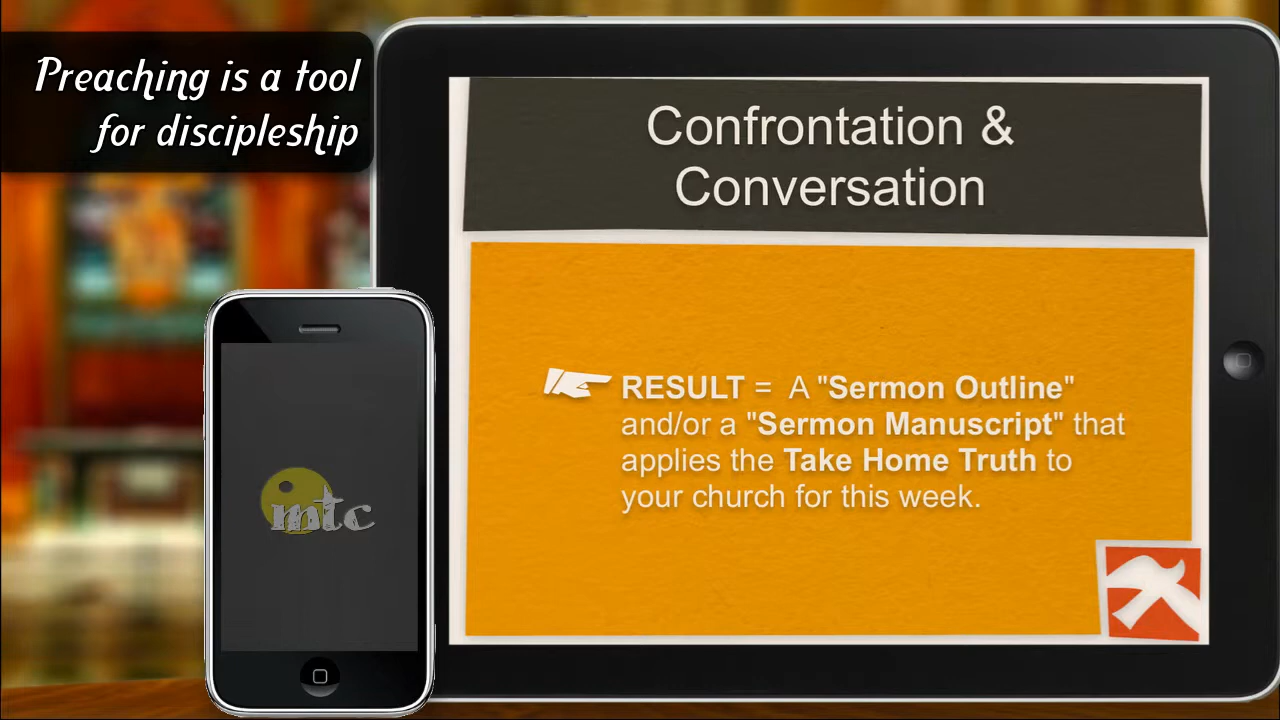 Preaching is a tool
for discipleship
Confrontation &
Conversation
RESULT = A "Sermon Outline"
and/or a "Sermon Manuscript" that
applies the Take Home Truth to
your church for this week.
mtc